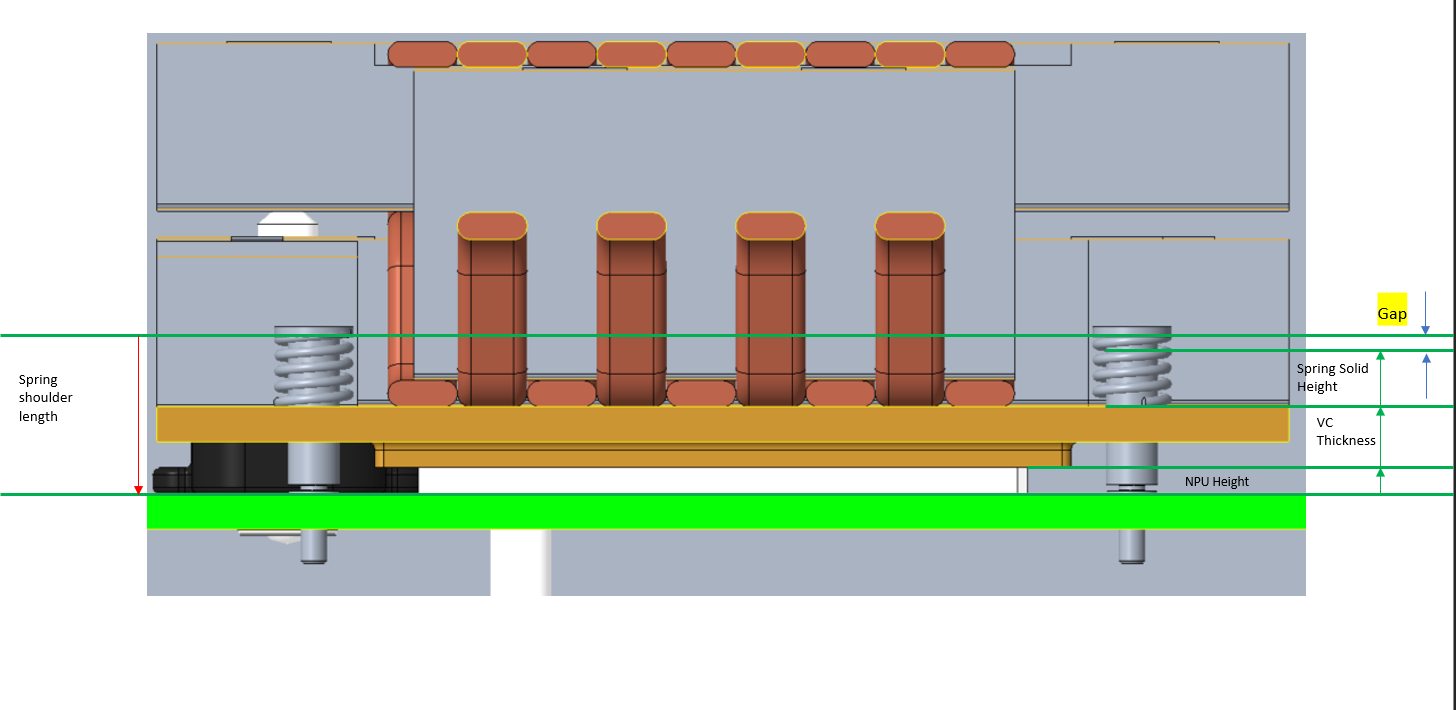 Gap
Spring Solid
Height
Spring
shoulder
length
VC
Thickness
NPU Height